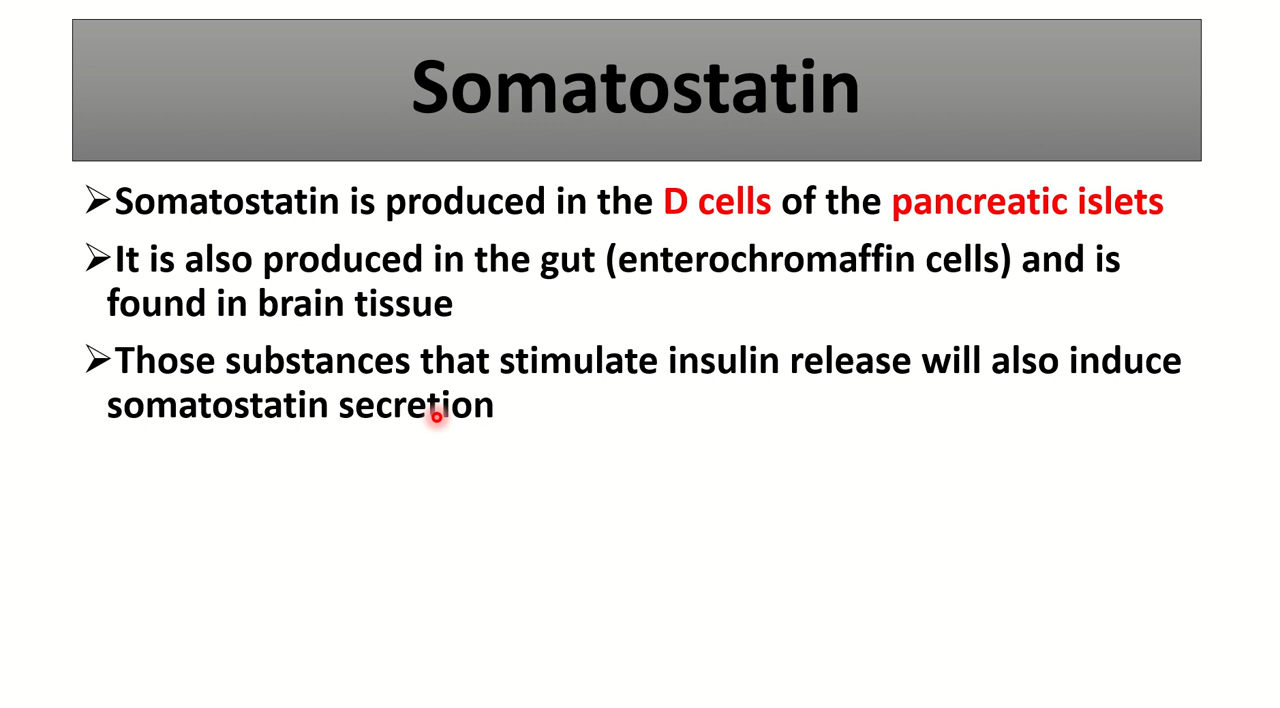 Somatostatin
➢Somatostatin is produced in the D cells of the pancreatic islets
➢It is also produced in the gut (enterochromaffin cells) and is
found in brain tissue
➢Those substances that stimulate insulin release will also induce
somatostatin secretion